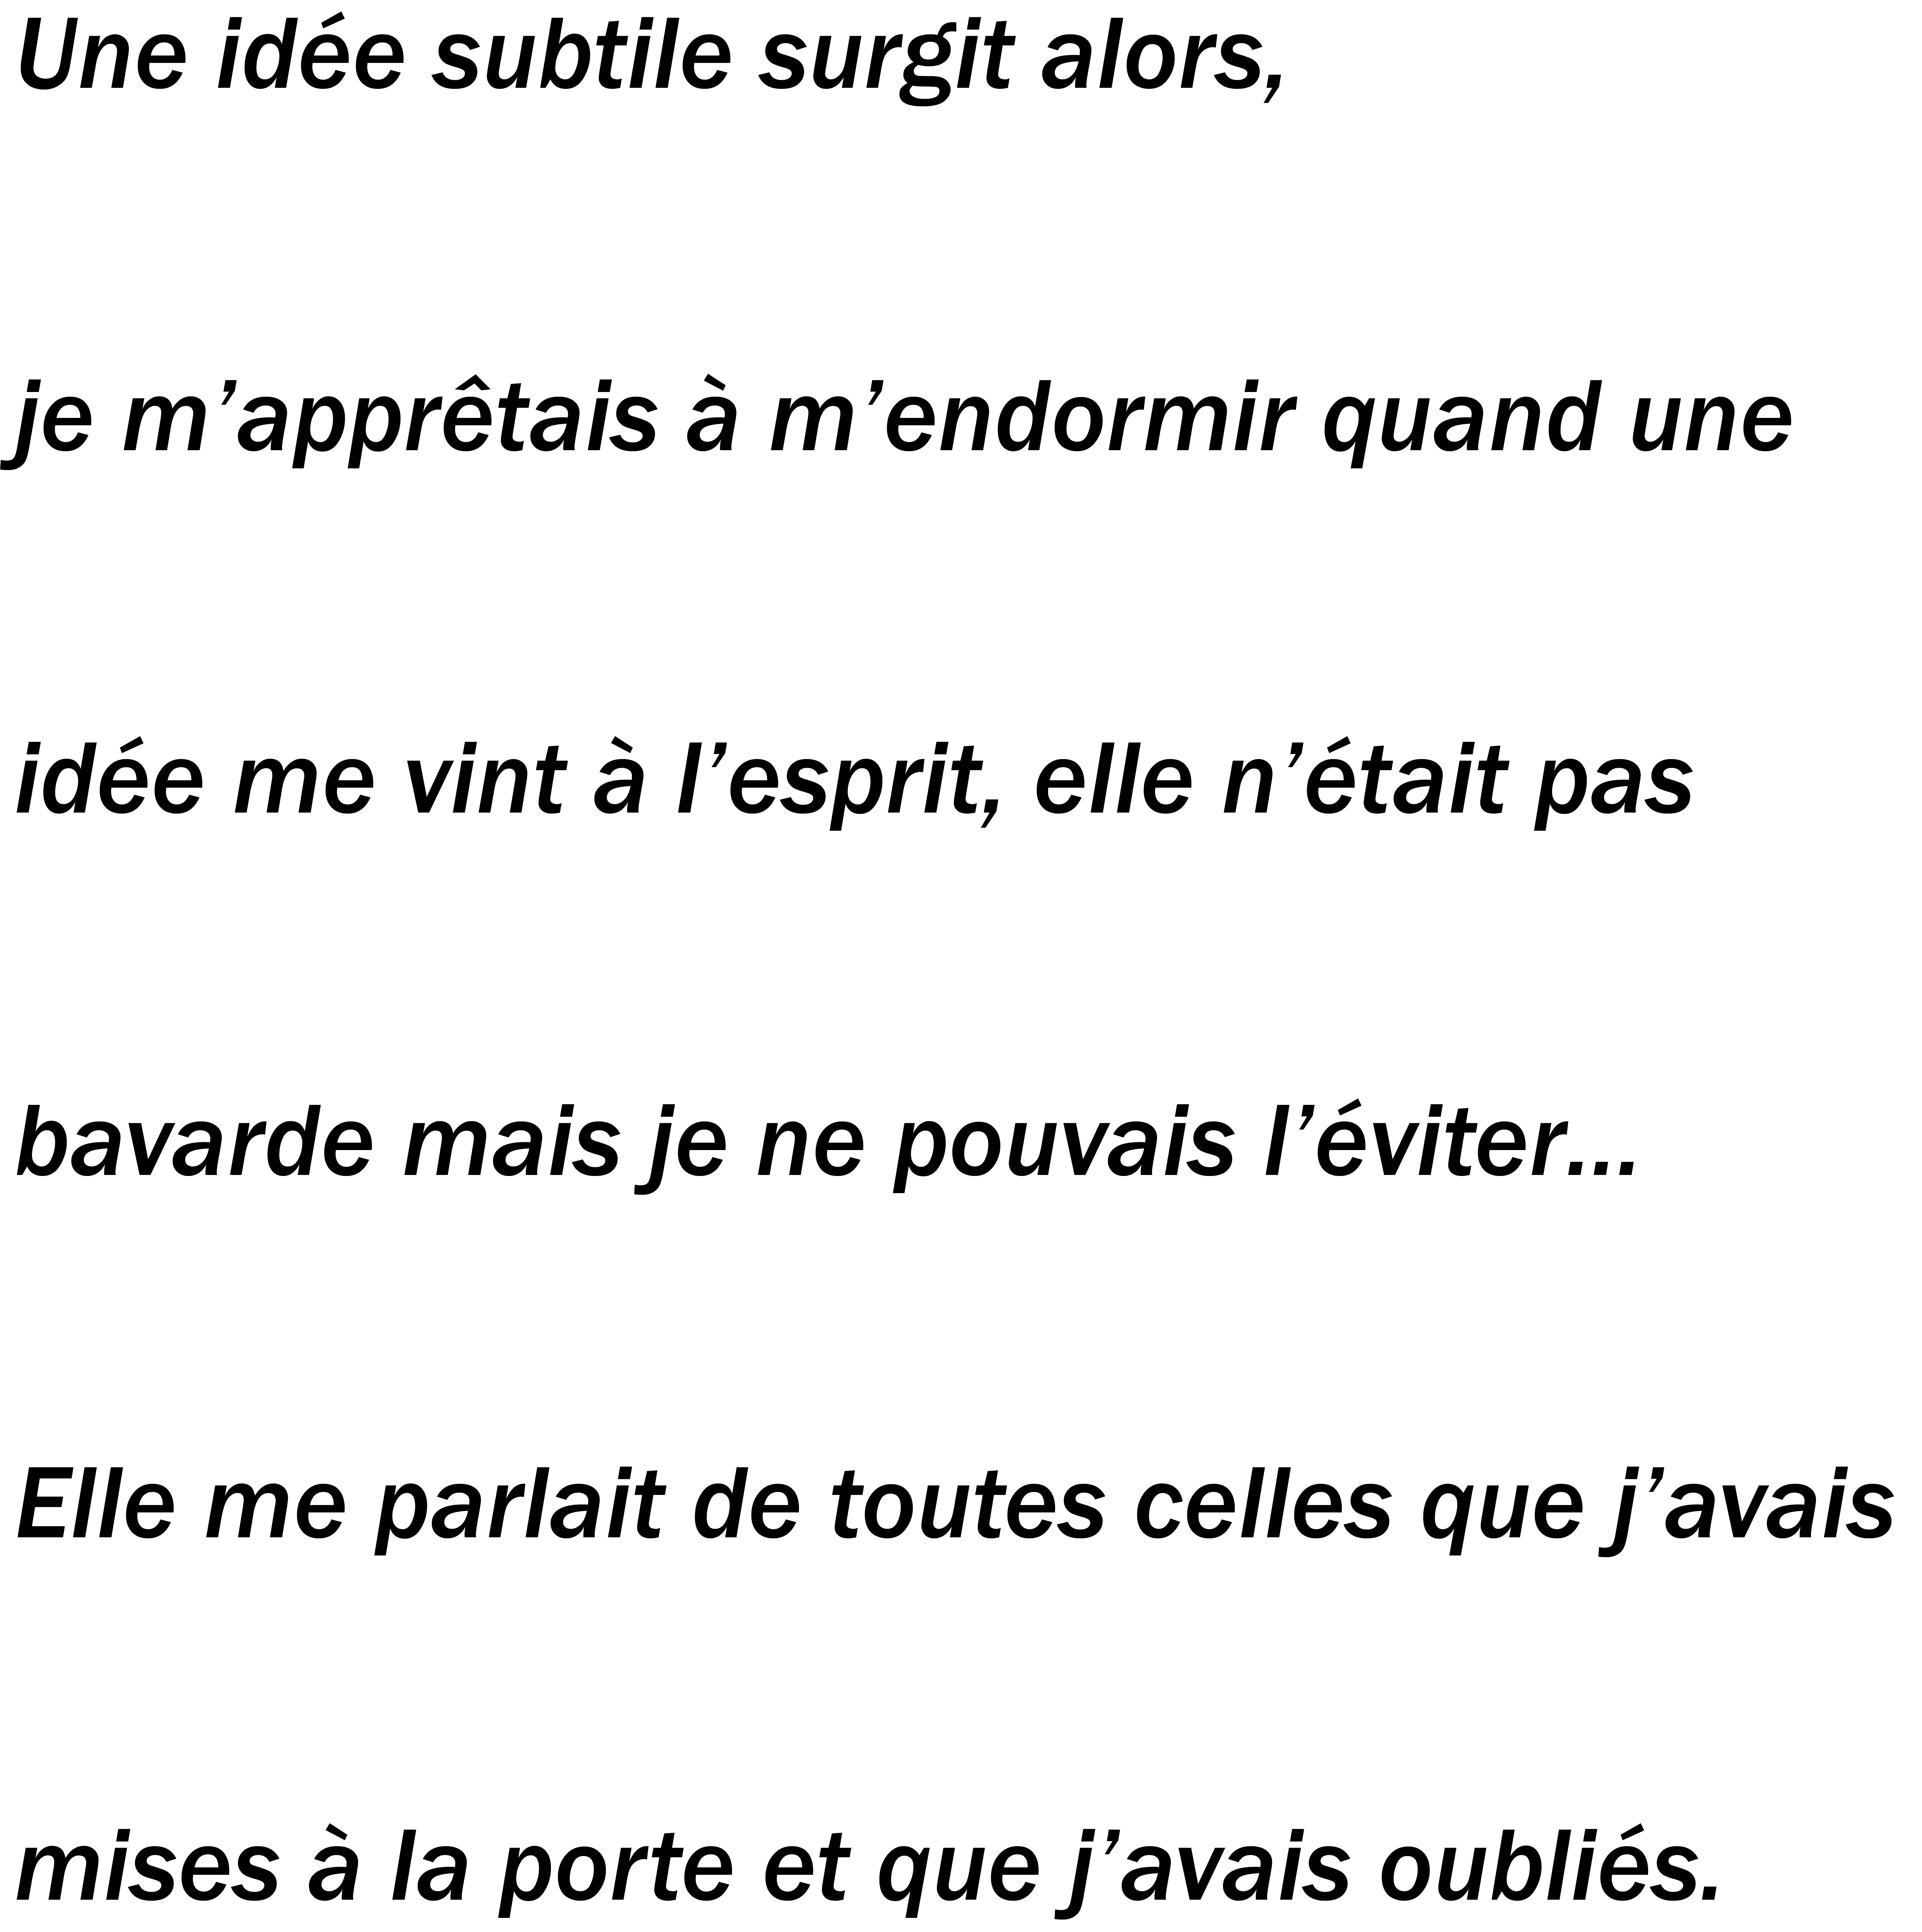 Une idée subtile surgit alors,
je m’apprêtais à m’endormir quand une
idée me vint à l’esprit, elle n’était pas
bavarde mais je ne pouvais l’éviter...
Elle me parlait de toutes celles que j’avais
mises à la porte et que j’avais oubliés.